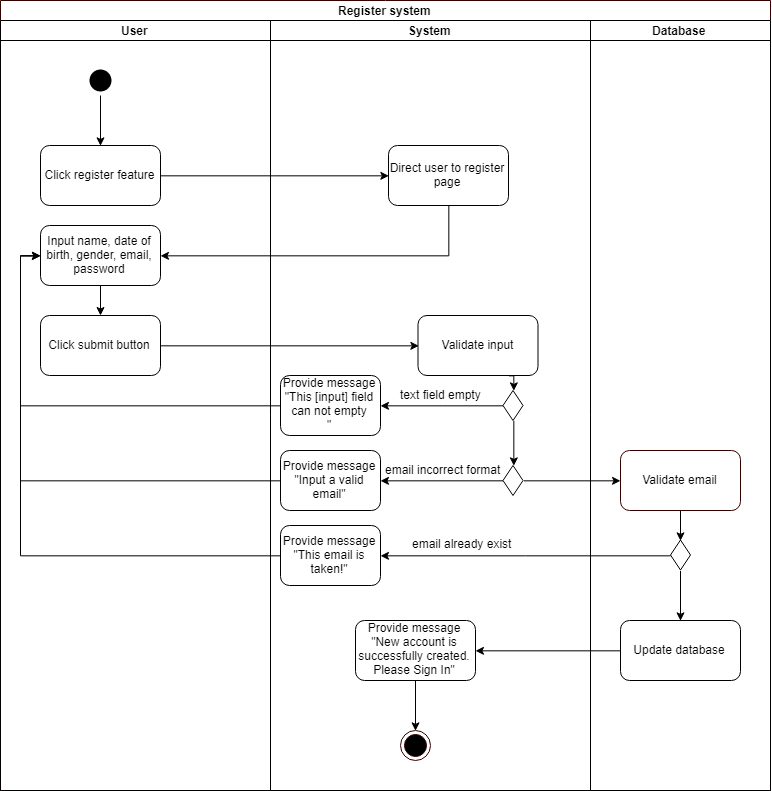 Register system
User
System
Database
Click register feature
Direct user to register
page
Input name, date of
birth, gender, email,
password
Click submit button
Validate input
Provide message
"This [input] field
can not empty
"
text field empty
Provide message
"Input a valid
email"
email incorrect format
Validate email
Provide message
"This email is
taken!"
email already exist
Provide message
"New account is
successfully created.
Please Sign In"
Update database